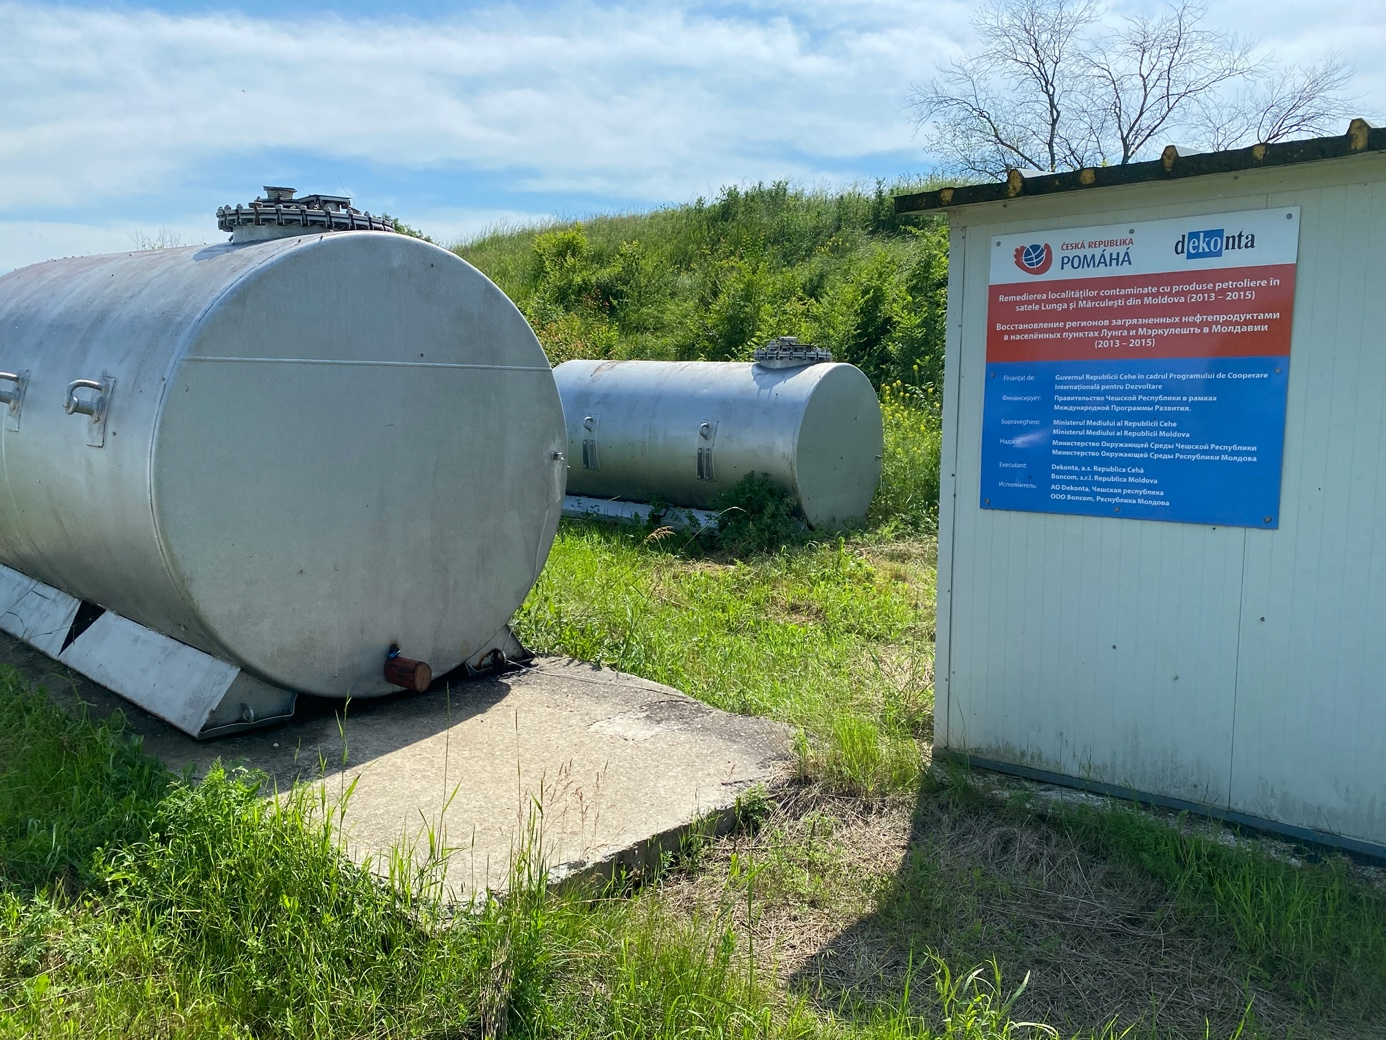 ČESKÁ REPUBLIKA
POMÁHÁ
dekonta
Remedierea localităților contaminate cu produse petroliere în
satele Lunga și Mărculești din Moldova (2013 – 2015)
Восстановление регионов загрязненных нефтепродуктами
в населённых пунктах Лунга и Мэркулешть в Молдавии
(2013 – 2015)
Finanțat de: Guvernul Republicii Cehe în cadrul Programului de Cooperare
Internațională pentru Dezvoltare
Финансирует: Правительство Чешской Республики в рамках
Международной Программы Развития.
Supraveghere: Ministerul Mediului al Republicii Cehe
Ministerul Mediului al Republicii Moldova
Надзор: Министерство Окружающей Среды Чешской Республики
Министерство Окружающей Среды Республики Молдова
Executant: Dekonta, a.s. Republica Cehă
Boncom, s.r.l. Republica Moldova
Исполнитель: АО Dekonta, Чешская республика
ООО Boncom, Республика Молдова